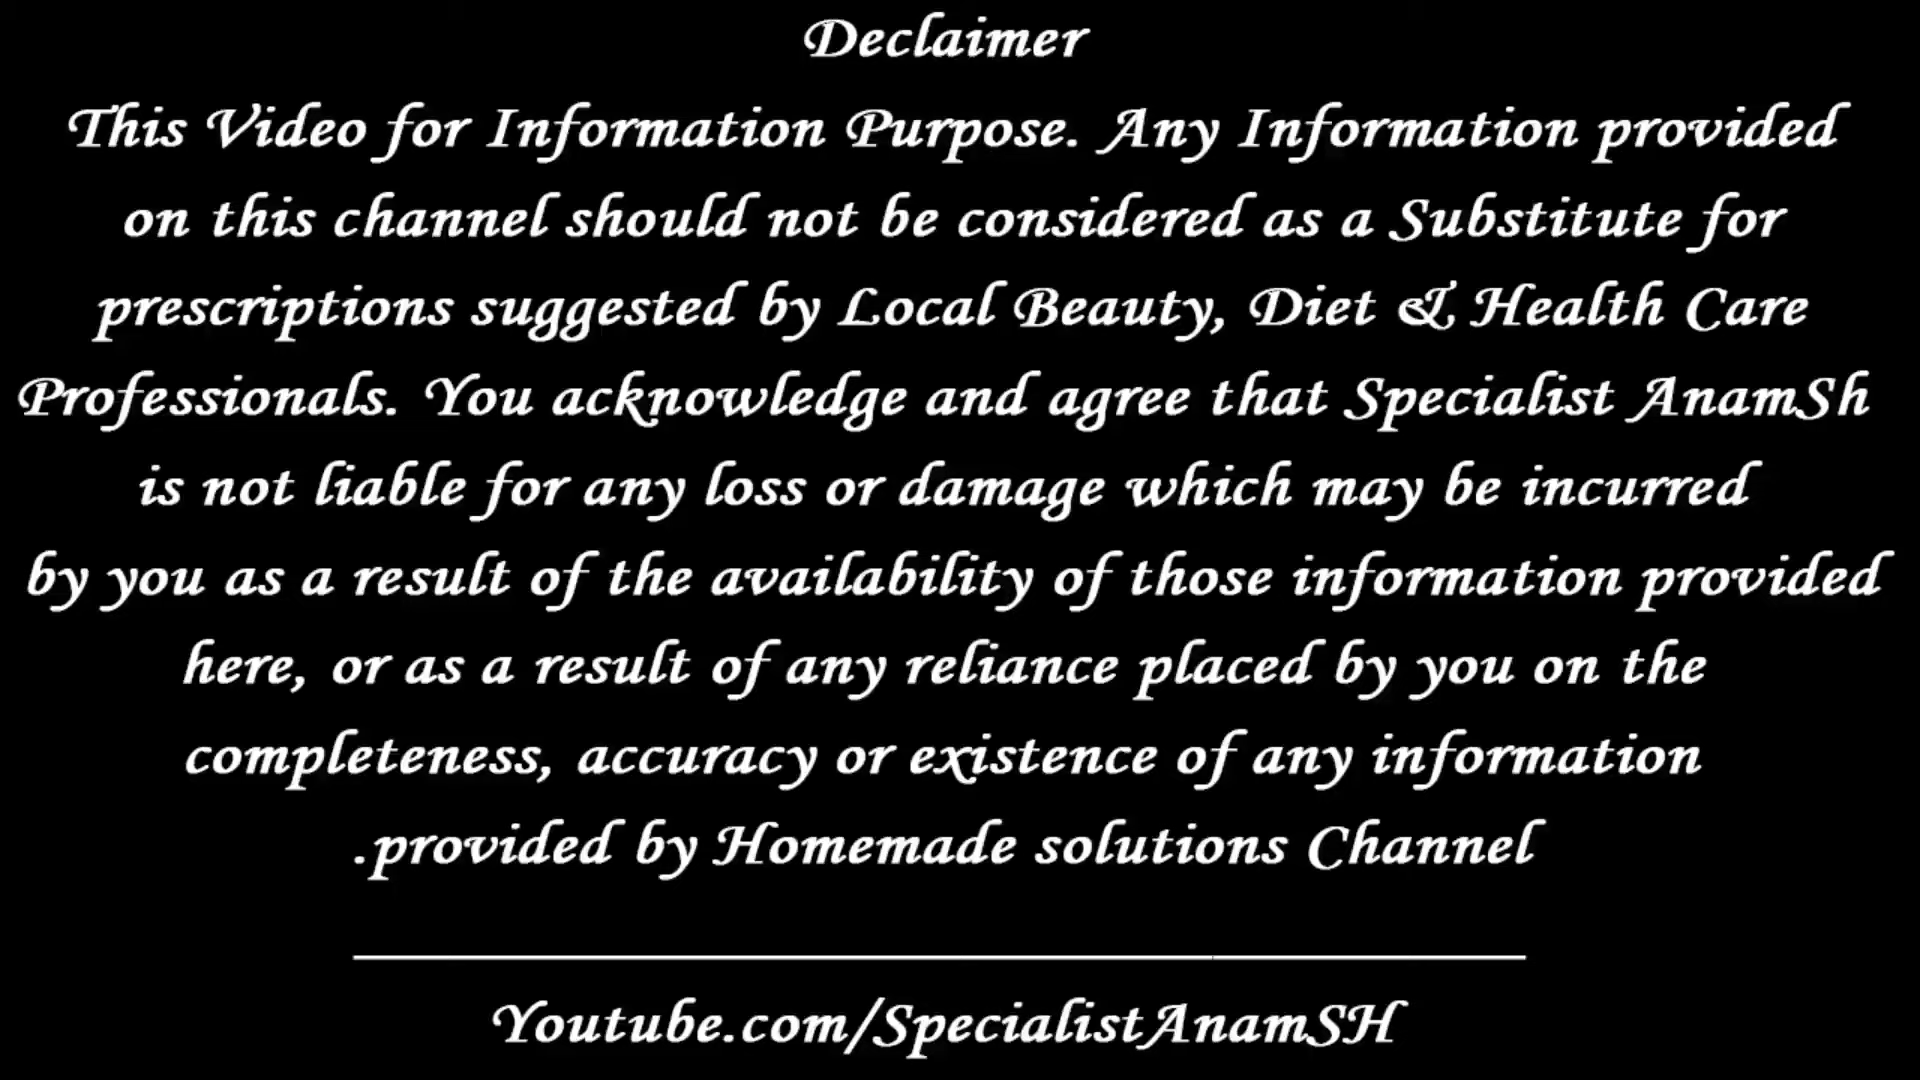 Declaimer
This Video for Information Purpose. Any Information provided
on this channel should not be considered as a Substitute for
prescriptions suggested by Local Beauty, Diet & Health Care
Professionals. You acknowledge and agree that Specialist AnamSh
is not liable for any loss or damage which may be incurred
by you as a result of the availability of those information provided
here, or as a result of any reliance placed by you on the
completeness, accuracy or existence of any information
.provided by Homemade solutions Channel
Youtube.com/SpecialistAnamSH